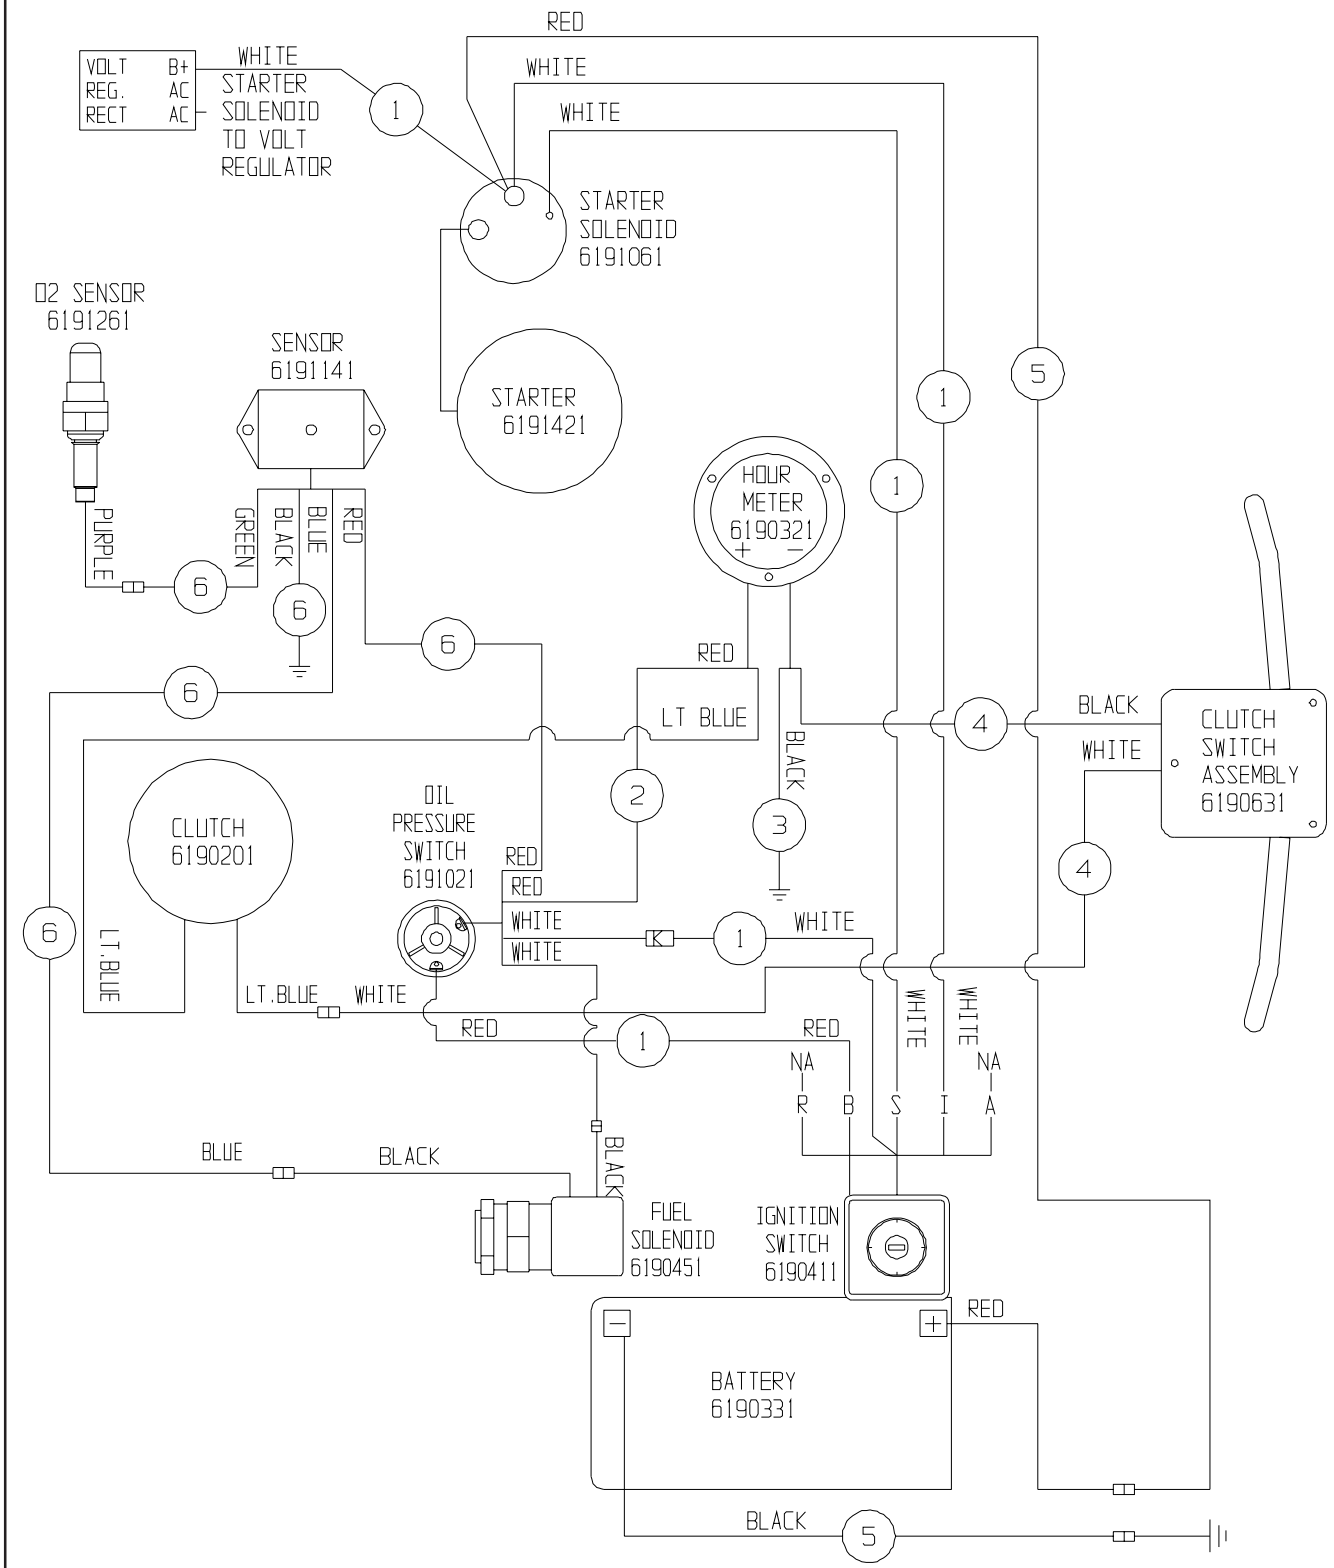 RED
VOLT B+
REG. AC
RECT AC
WHITE
STARTER
SOLENOID
TO VOLT
REGULATOR
1
WHITE
WHITE
STARTER
SOLENOID
6191061
O2 SENSOR
6191261
SENSOR
6191141
STARTER
6191421
5
1
1
HOUR
METER
6190321
+ −
PURPLE
GREEN
BLACK
BLUE
RED
6
6
6
6
RED
LT BLUE
BLACK
4
BLACK
WHITE
CLUTCH
SWITCH
ASSEMBLY
6190631
2
3
4
CLUTCH
6190201
OIL
PRESSURE
SWITCH
6191021
RED
RED
WHITE
WHITE
K
1
WHITE
6
LT.BLUE
LT.BLUE
WHITE
RED
1
RED
WHITE
WHITE
NA
NA
R B S I A
BLUE
BLACK
BLACK
FUEL
SOLENOID
6190451
IGNITION
SWITCH
6190411
− +
RED
BATTERY
6190331
BLACK
5